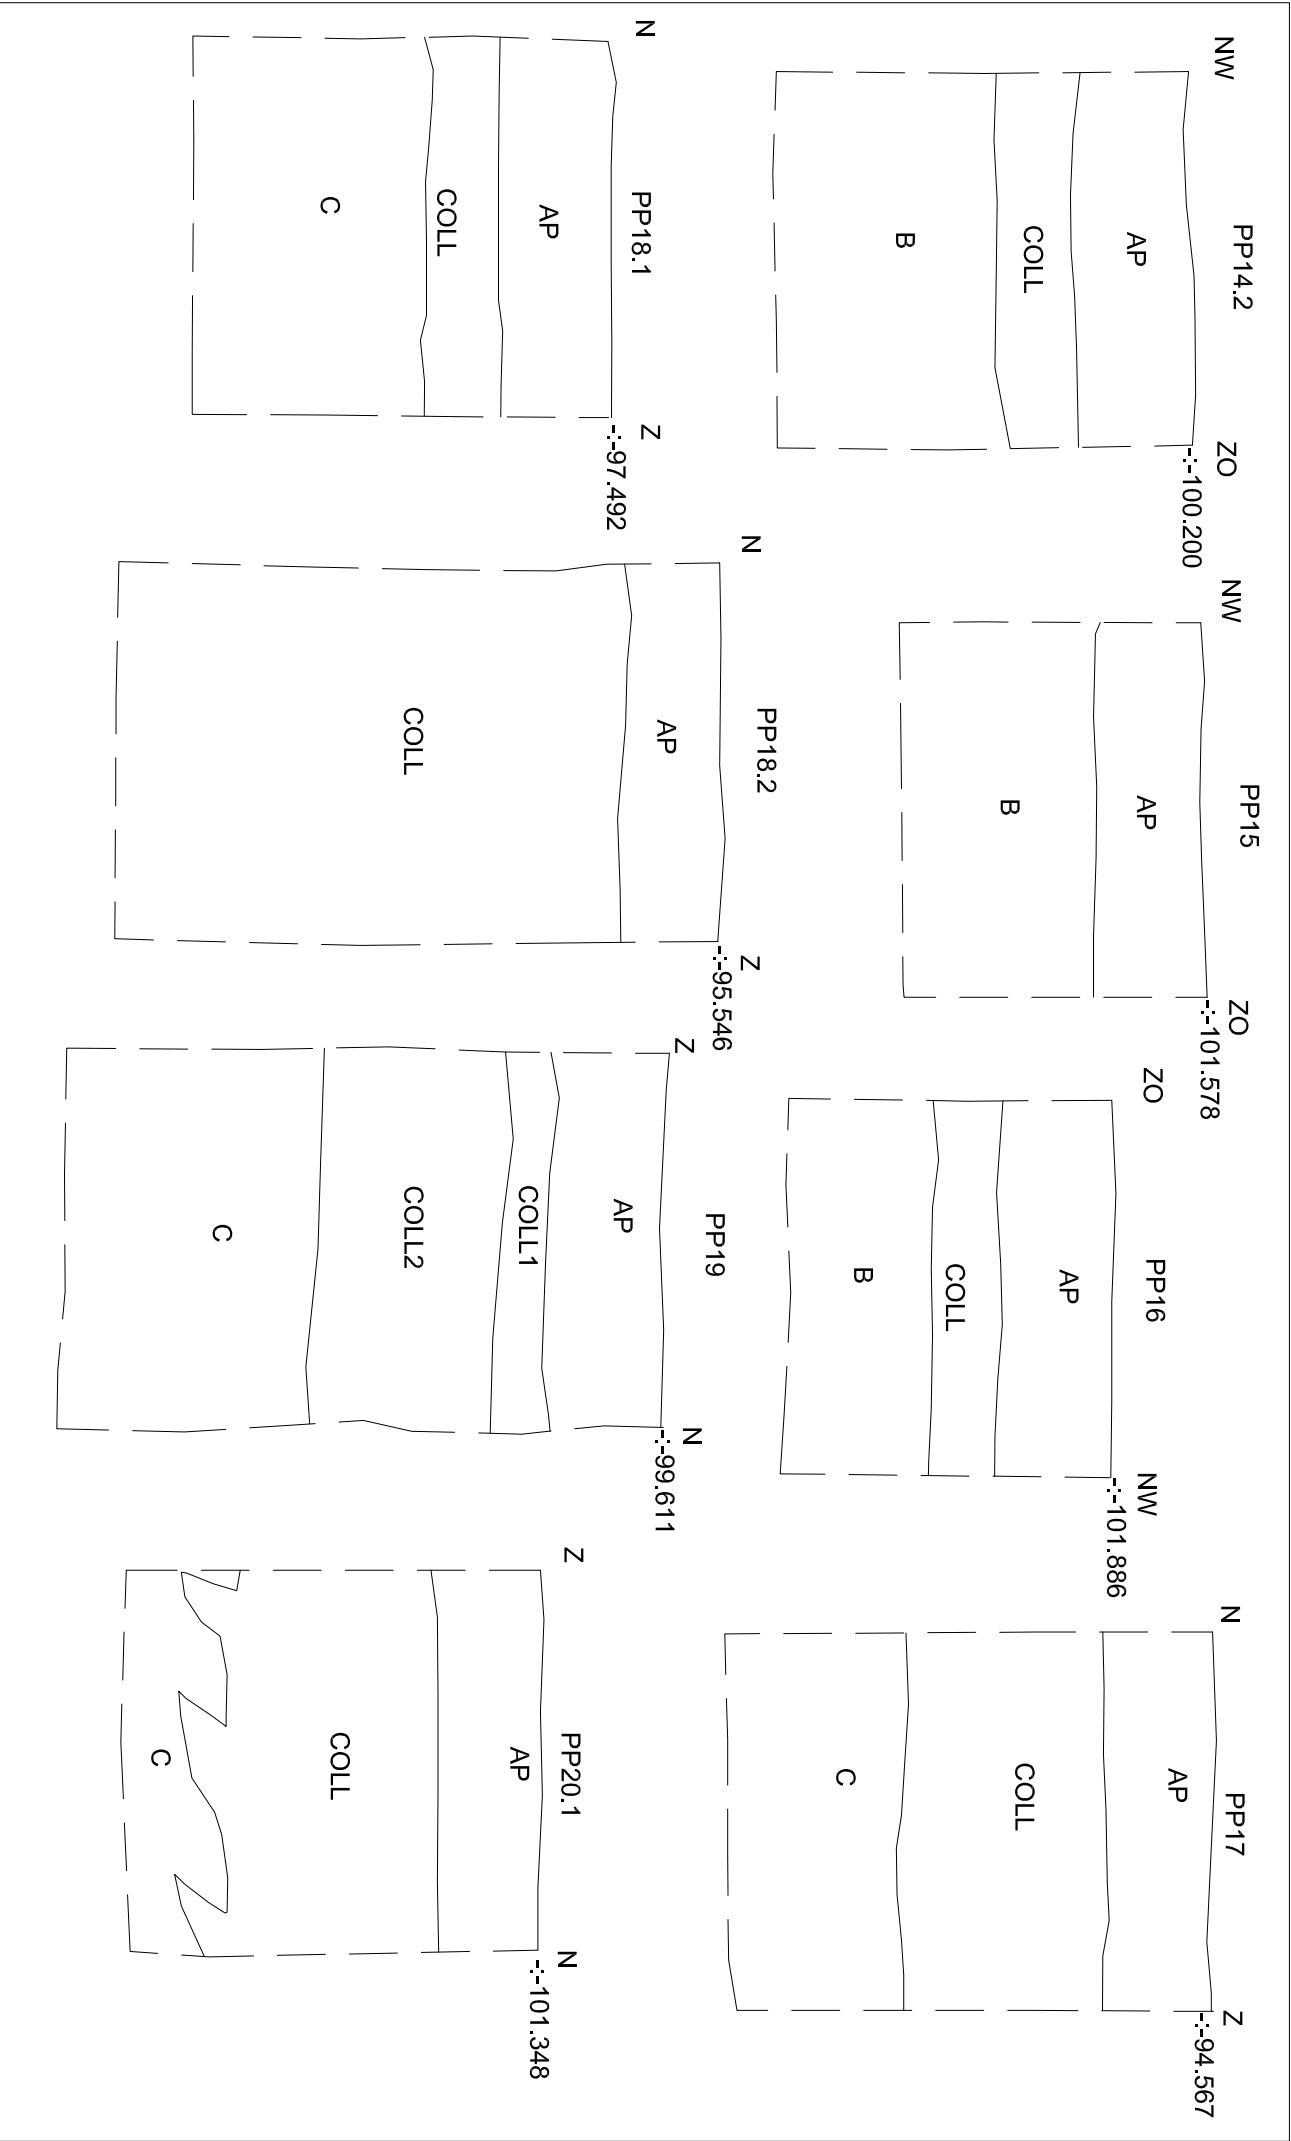 PP14.2
NW
ZO
100.200
AP
COLL
B
PP15
NW
ZO
101.578
AP
B
PP16
ZO
NW
101.886
AP
COLL
B
PP17
N
Z
94.567
AP
COLL
C
PP18.1
N
Z
97.492
AP
COLL
C
PP18.2
N
Z
95.546
AP
COLL
PP19
Z
N
99.611
AP
COLL1
COLL2
C
PP20.1
Z
N
101.348
AP
COLL
C